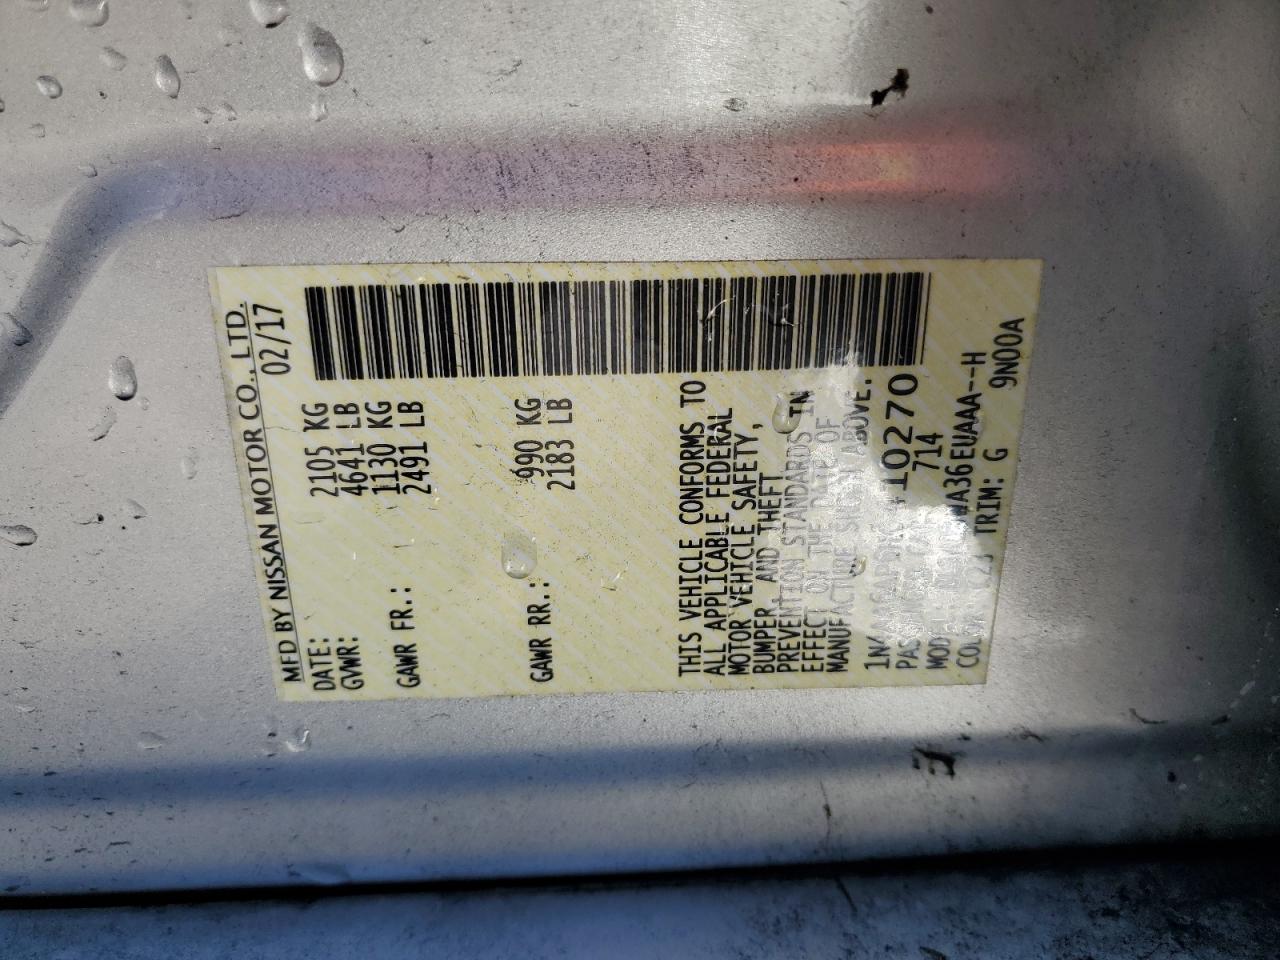 MFD BY NISSAN MOTOR CO., LTD.
DATE: 02/17
GVWR: 2105 KG
4641 LB
GAWR FR.: 1130 KG
2491 LB
GAWR RR.: 990 KG
2183 LB
THIS VEHICLE CONFORMS TO
ALL APPLICABLE FEDERAL
MOTOR VEHICLE SAFETY,
BUMPER, AND THEFT
PREVENTION STANDARDS IN
EFFECT ON THE DATE OF
MANUFACTURE SHOWN ABOVE.
714
TRIM: G 9N00A